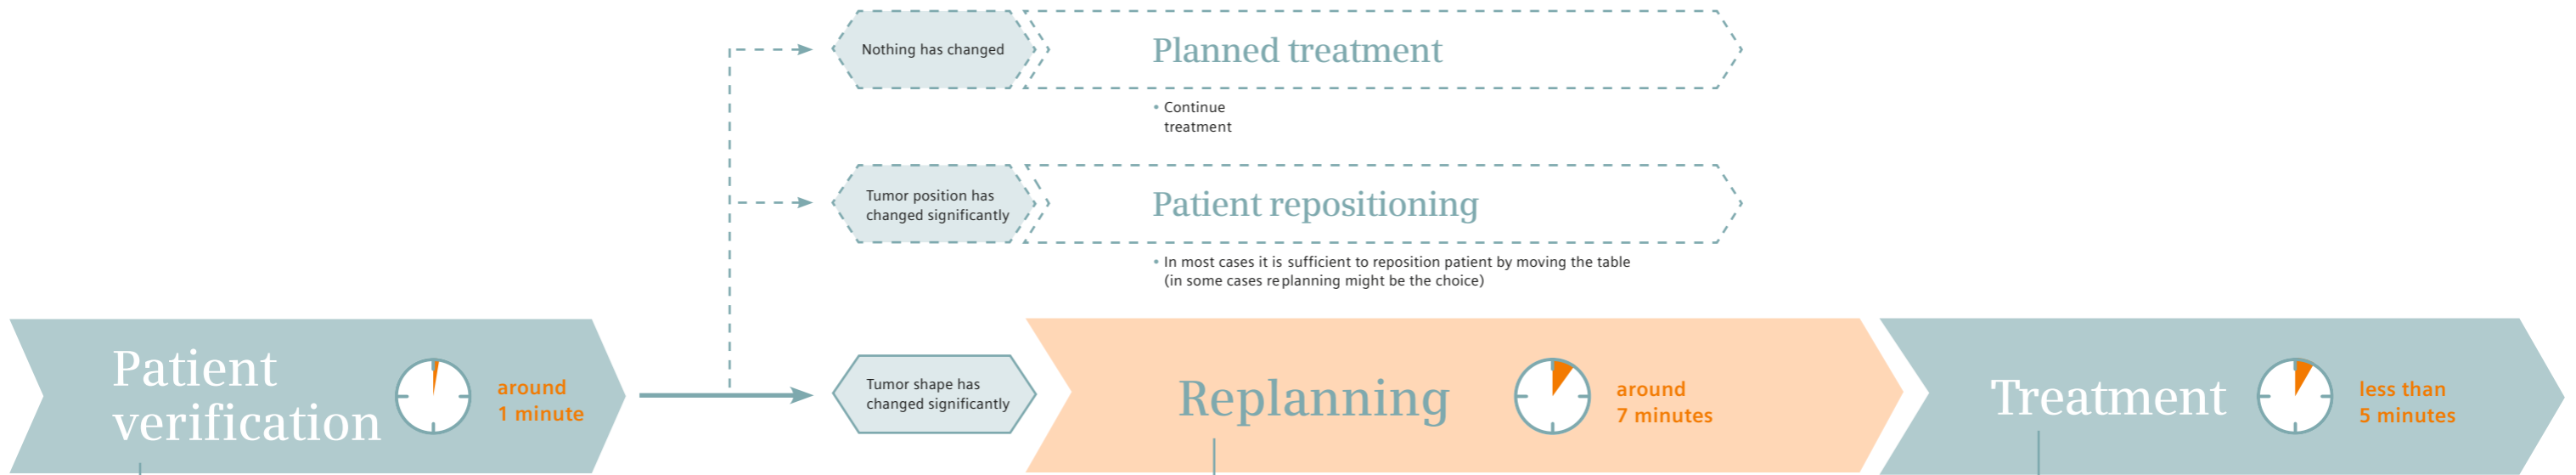 Nothing has changed
Planned treatment
• Continue
treatment
Tumor position has
changed significantly
Patient repositioning
• In most cases it is sufficient to reposition patient by moving the table
(in some cases replanning might be the choice)
Patient
verification
around
1 minute
Tumor shape has
changed significantly
Replanning
around
7 minutes
Treatment
less than
5 minutes